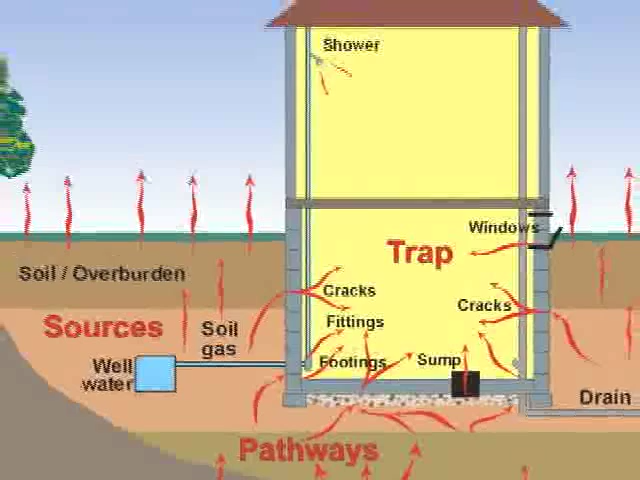 Shower
Windows
Trap
Soil / Overburden
Cracks
Cracks
Sources
Fittings
Soil
gas
Well
water
Footings
Sump
Drain
Pathways